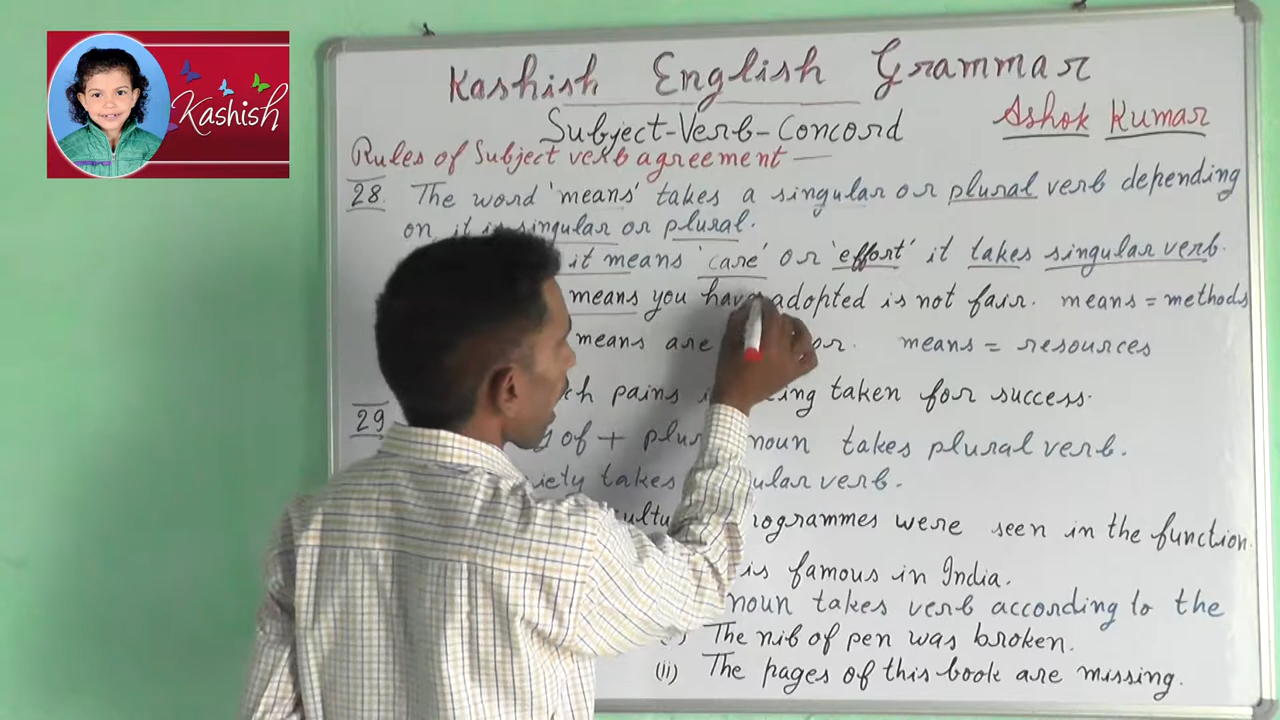 Kashish
Kashish English Grammar
Subject-Verb-Concord
Ashok Kumar
Rules of Subject verb agreement —
28. The word 'means' takes a singular or plural verb depending
on it is singular or plural.
it means 'care' or 'effort' it takes singular verb.
means you have adopted is not fair. means = methods
means are means = resources
pains taken for success.
29
of + noun takes plural verb.
takes verb.
were seen in the function.
is famous in India.
noun takes verb according to the
The nib of pen was broken.
(ii) The pages of this book are missing.